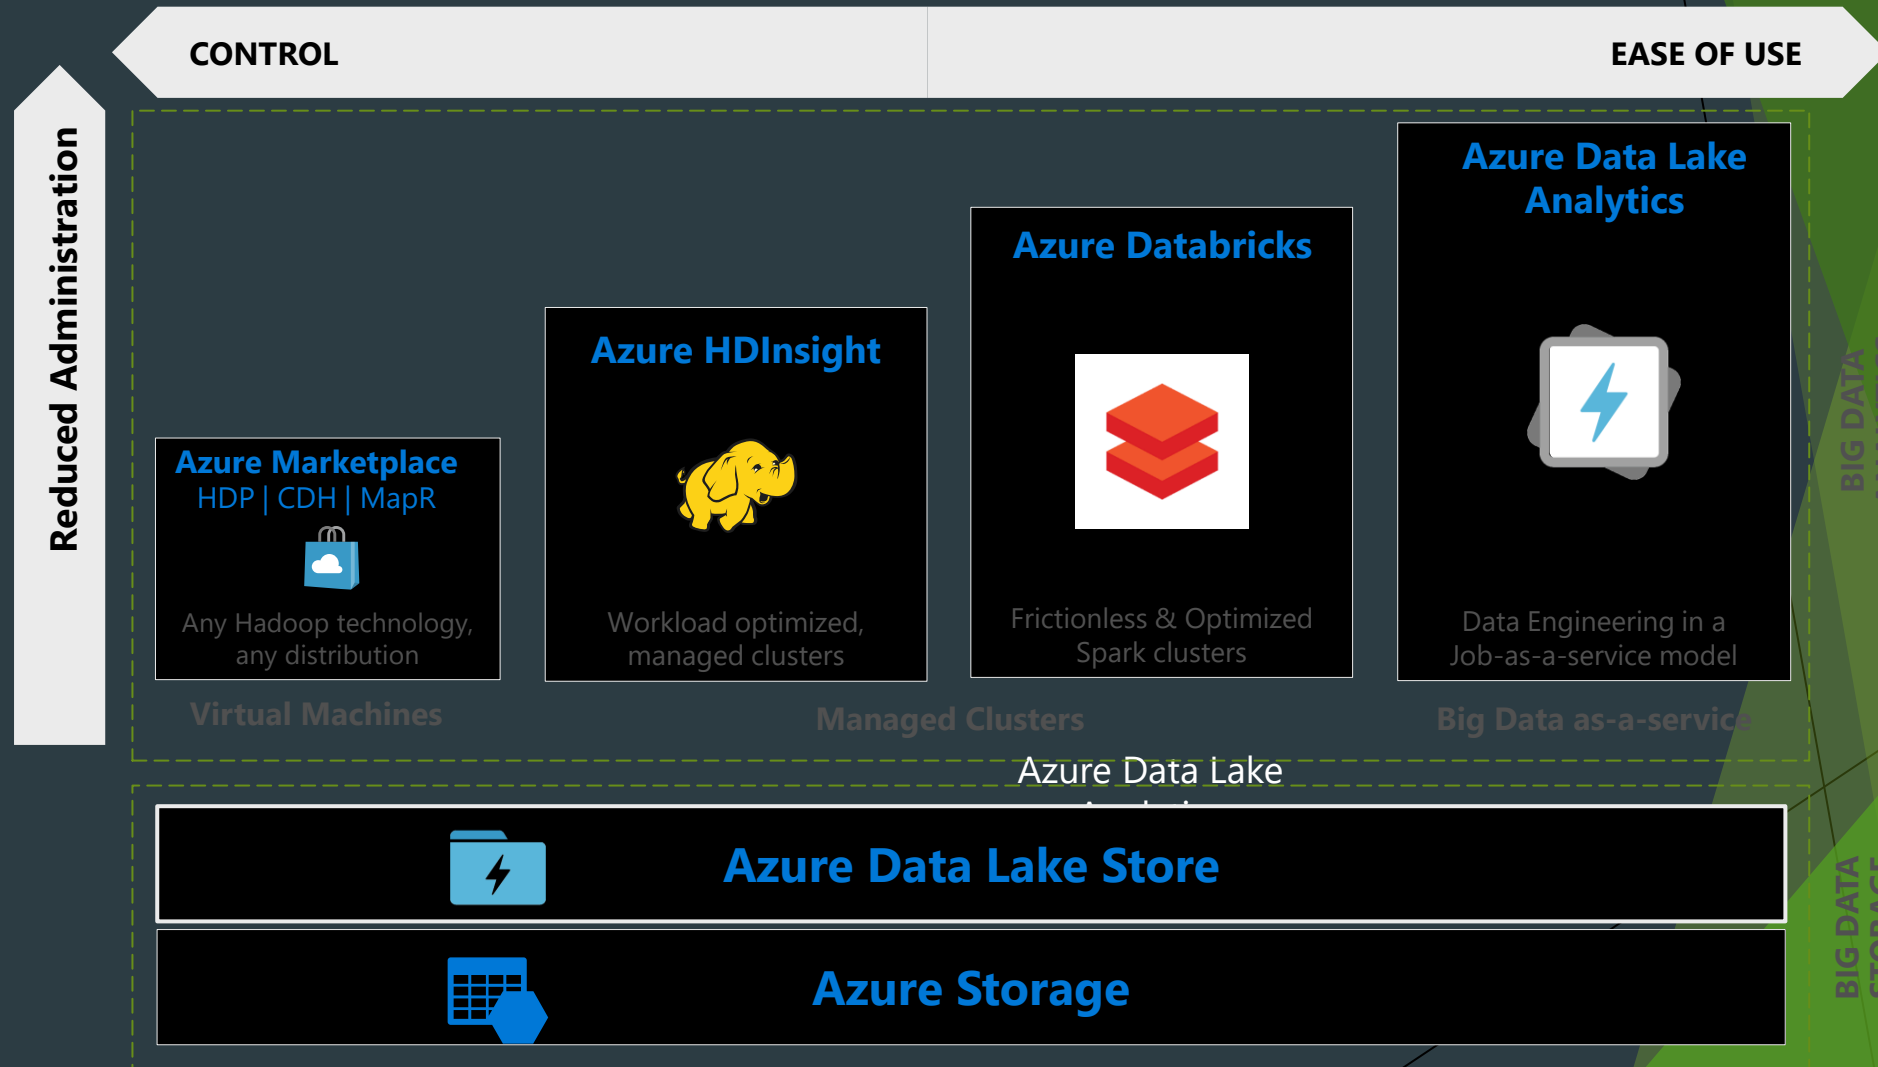 CONTROL
EASE OF USE
Reduced Administration
Azure Marketplace
HDP | CDH | MapR
Any Hadoop technology,
any distribution
Azure HDInsight
Workload optimized,
managed clusters
Azure Databricks
Frictionless & Optimized
Spark clusters
Azure Data Lake
Analytics
Data Engineering in a
Job-as-a-service model
BIG DATA
Virtual Machines
Managed Clusters
Big Data as-a-service
Azure Data Lake
Azure Data Lake Store
Azure Storage
BIG DATA
STORAGE